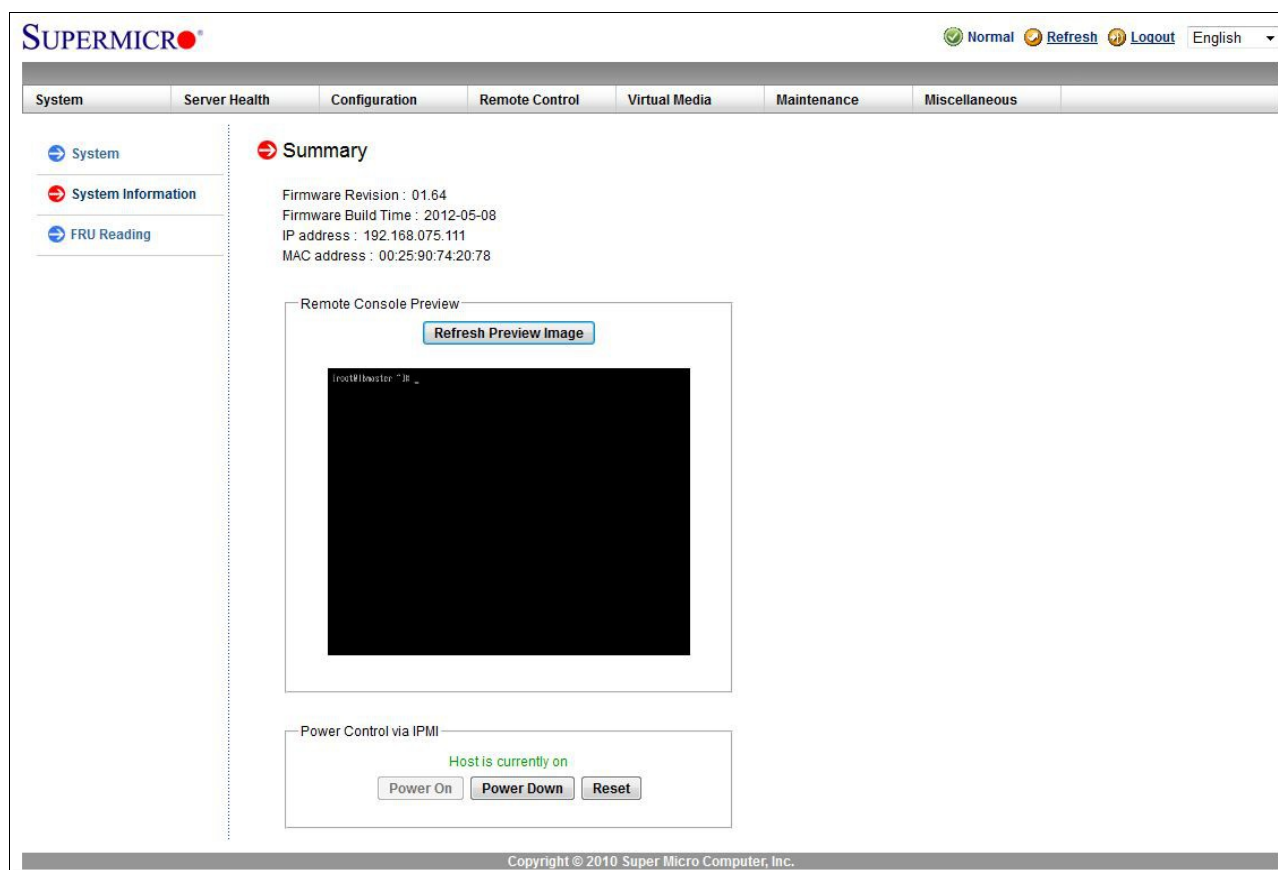 SUPERMICR®
Normal Refresh Logout English
System Server Health Configuration Remote Control Virtual Media Maintenance Miscellaneous
System
System Information
FRU Reading
Summary
Firmware Revision : 01.64
Firmware Build Time : 2012-05-08
IP address : 192.168.075.111
MAC address : 00:25:90:74:20:78
Remote Console Preview
Refresh Preview Image
[root@lbmaster ~]# _
Power Control via IPMI
Host is currently on
Power On Power Down Reset
Copyright © 2010 Super Micro Computer, Inc.